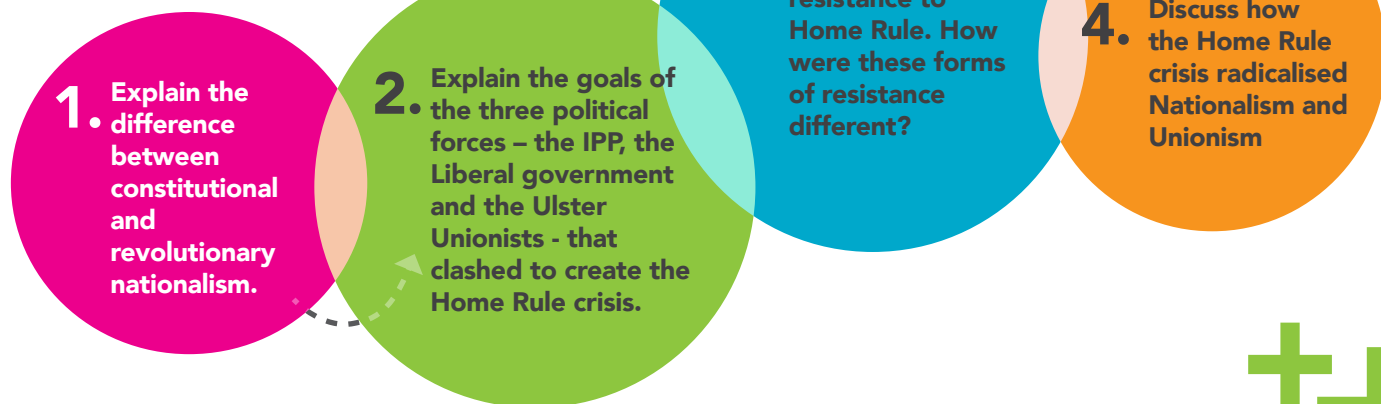 1.
Explain the
difference
between
constitutional
and
revolutionary
nationalism.
2.
Explain the goals of
the three political
forces – the IPP, the
Liberal government
and the Ulster
Unionists - that
clashed to create the
Home Rule crisis.
resistance to
Home Rule. How
were these forms
of resistance
different?
4.
Discuss how
the Home Rule
crisis radicalised
Nationalism and
Unionism